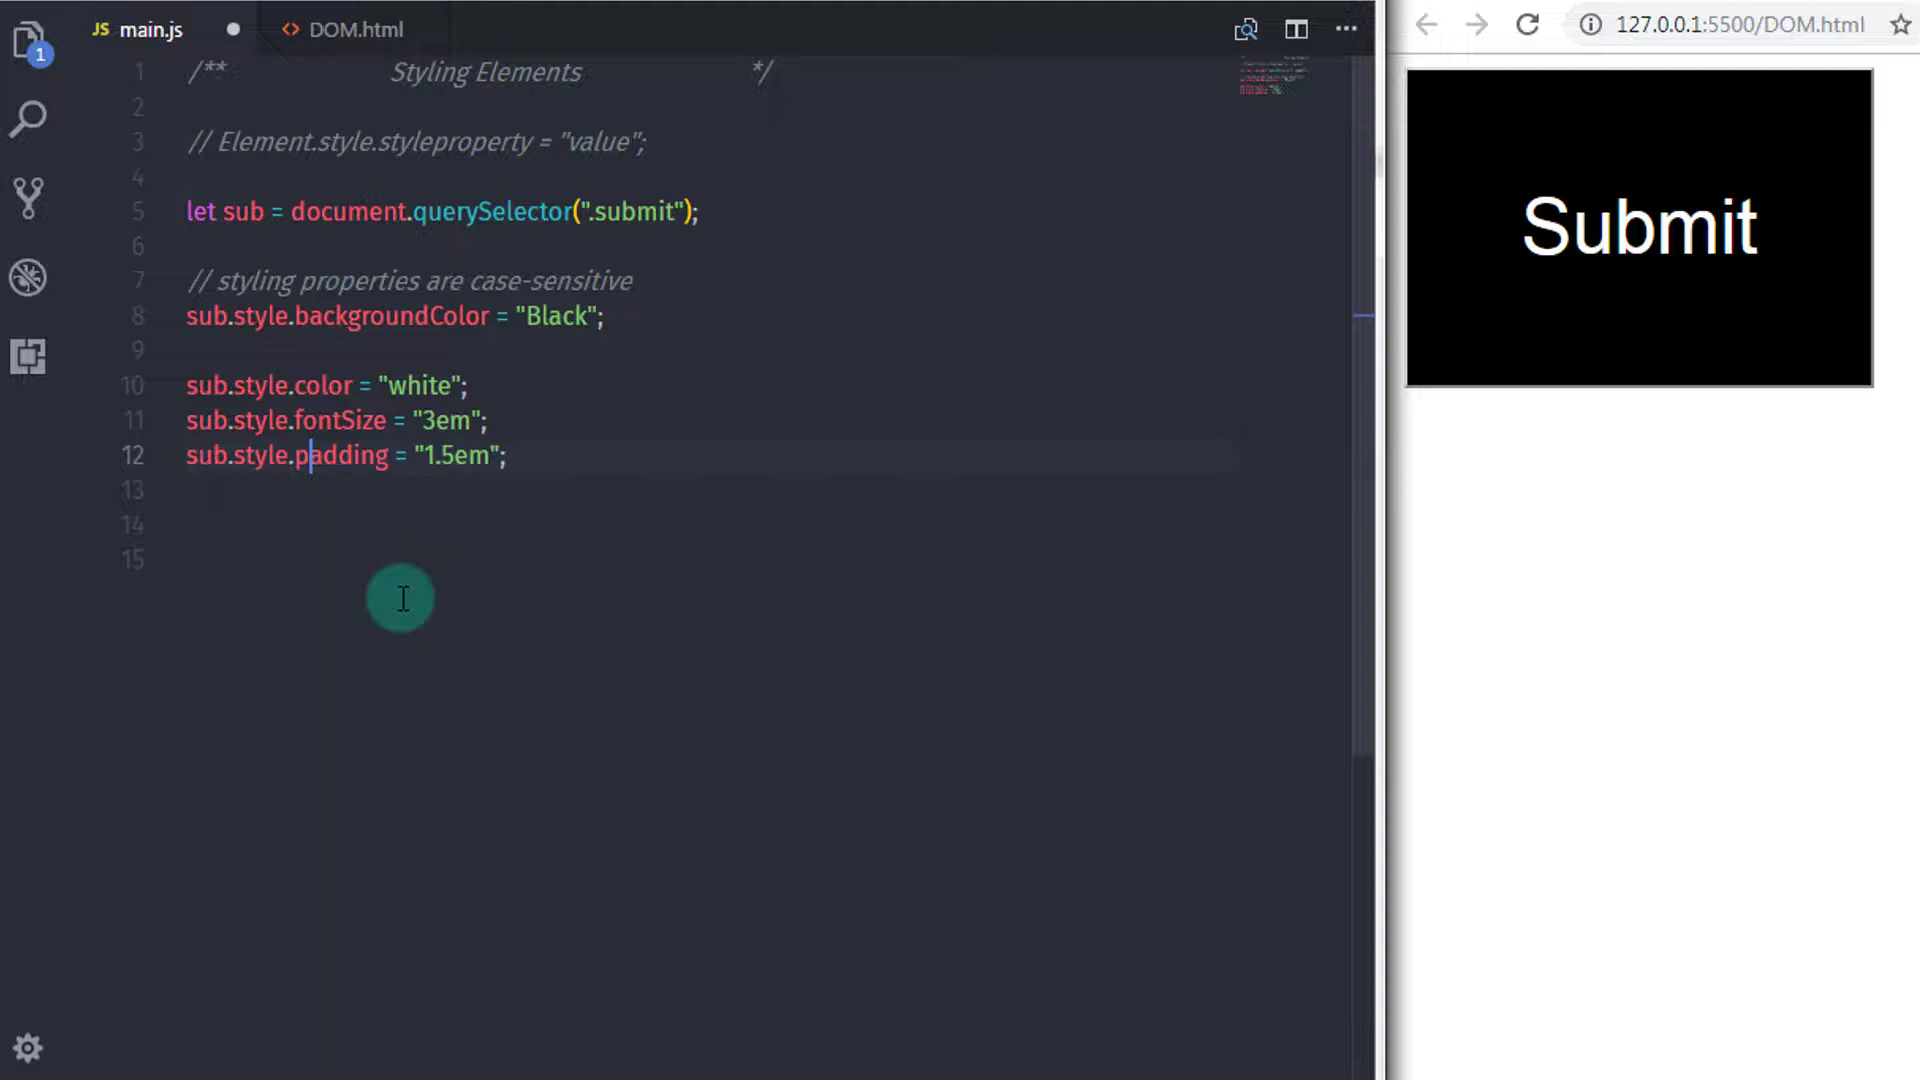 JS main.js
<> DOM.html
1
127.0.0.1:5500/DOM.html
1 /** Styling Elements */
2
3 // Element.style.styleproperty = "value";
4
5 let sub = document.querySelector(".submit");
6
7 // styling properties are case-sensitive
8 sub.style.backgroundColor = "Black";
9
10 sub.style.color = "white";
11 sub.style.fontSize = "3em";
12 sub.style.padding = "1.5em";
13
14
15
Submit